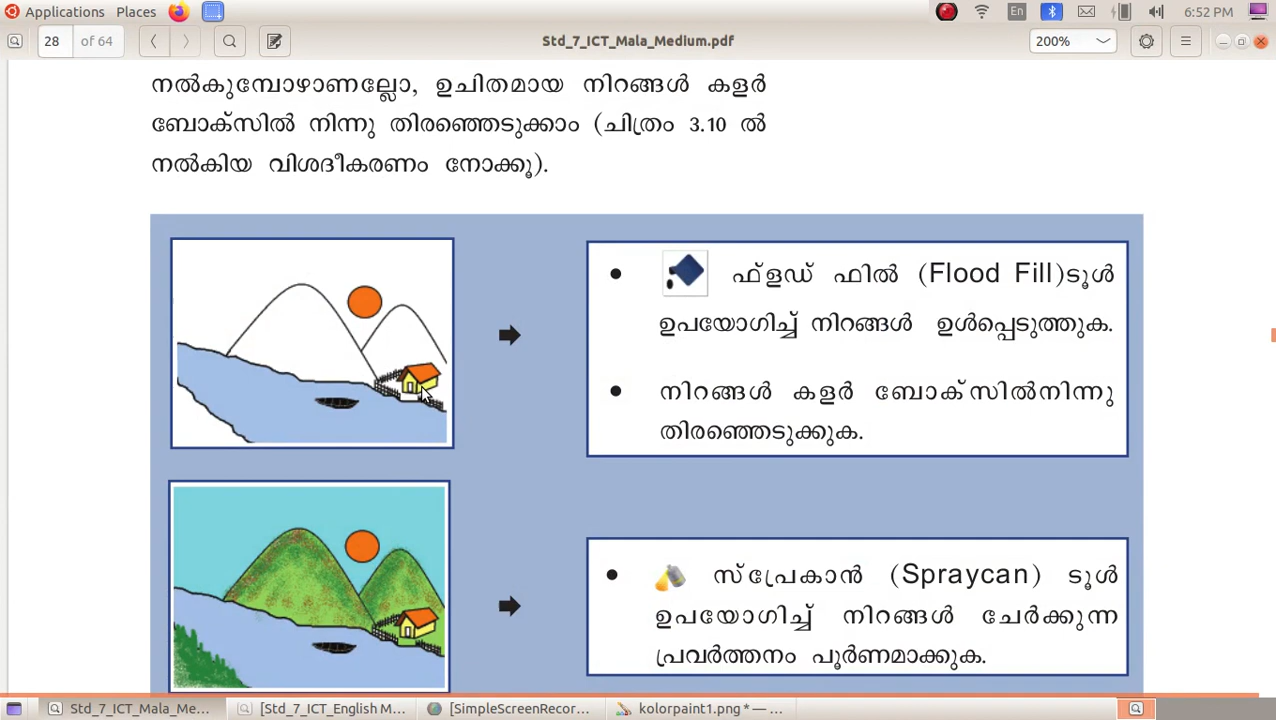 Applications Places En 6:52 PM
28 of 64 Std_7_ICT_Mala_Medium.pdf 200%
നൽകുമ്പോഴാണല്ലോ, ഉചിതമായ നിറങ്ങൾ കളർ
ബോക്സിൽ നിന്നു തിരഞ്ഞെടുക്കാം (ചിത്രം 3.10 ൽ
നൽകിയ വിശദീകരണം നോക്കൂ).
• ഫ്ളഡ് ഫിൽ (Flood Fill)ടൂൾ
ഉപയോഗിച്ച് നിറങ്ങൾ ഉൾപ്പെടുത്തുക.
• നിറങ്ങൾ കളർ ബോക്സിൽനിന്നു
തിരഞ്ഞെടുക്കുക.
• സ്പ്രേകാൻ (Spraycan) ടൂൾ
ഉപയോഗിച്ച് നിറങ്ങൾ ചേർക്കുന്ന
പ്രവർത്തനം പൂർണമാക്കുക.
Std_7_ICT_Mala_Me... [Std_7_ICT_English M... [SimpleScreenRecor... kolorpaint1.png * — ...